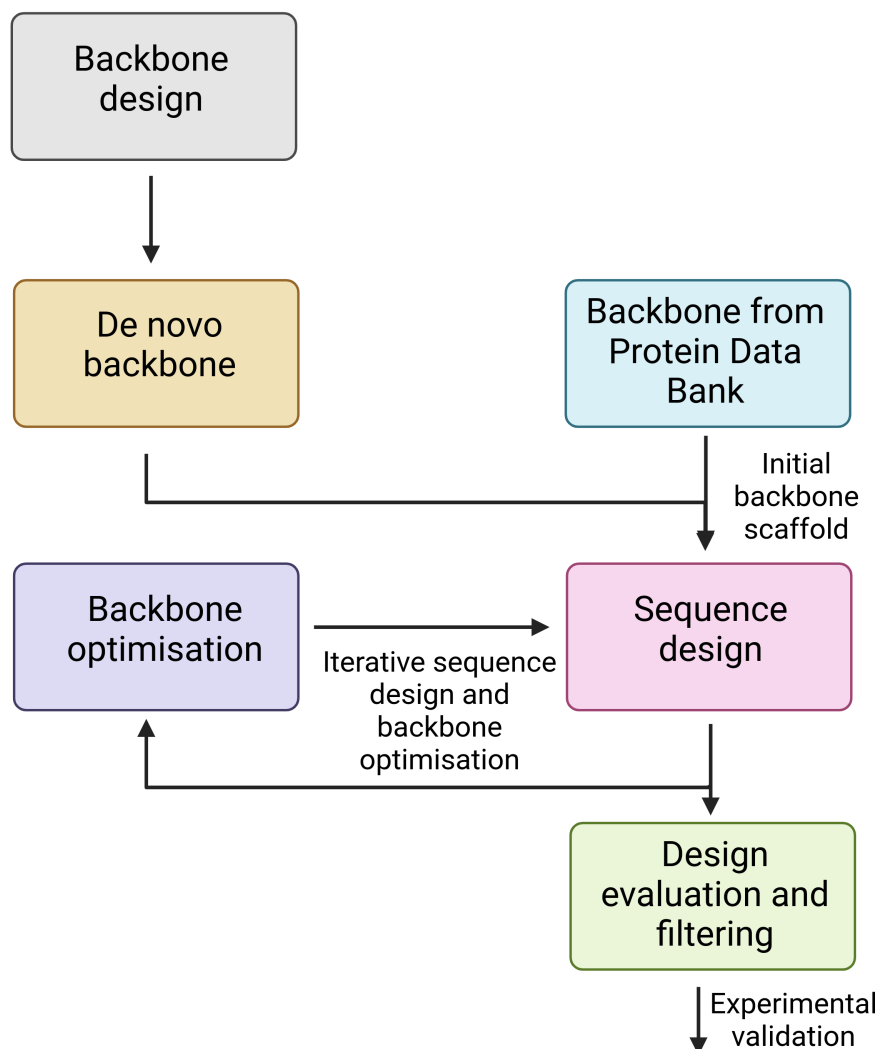 Backbone
design
De novo
backbone
Backbone from
Protein Data
Bank
Initial
backbone
scaffold
Backbone
optimisation
Iterative sequence
design and
backbone
optimisation
Sequence
design
Design
evaluation and
filtering
Experimental
validation